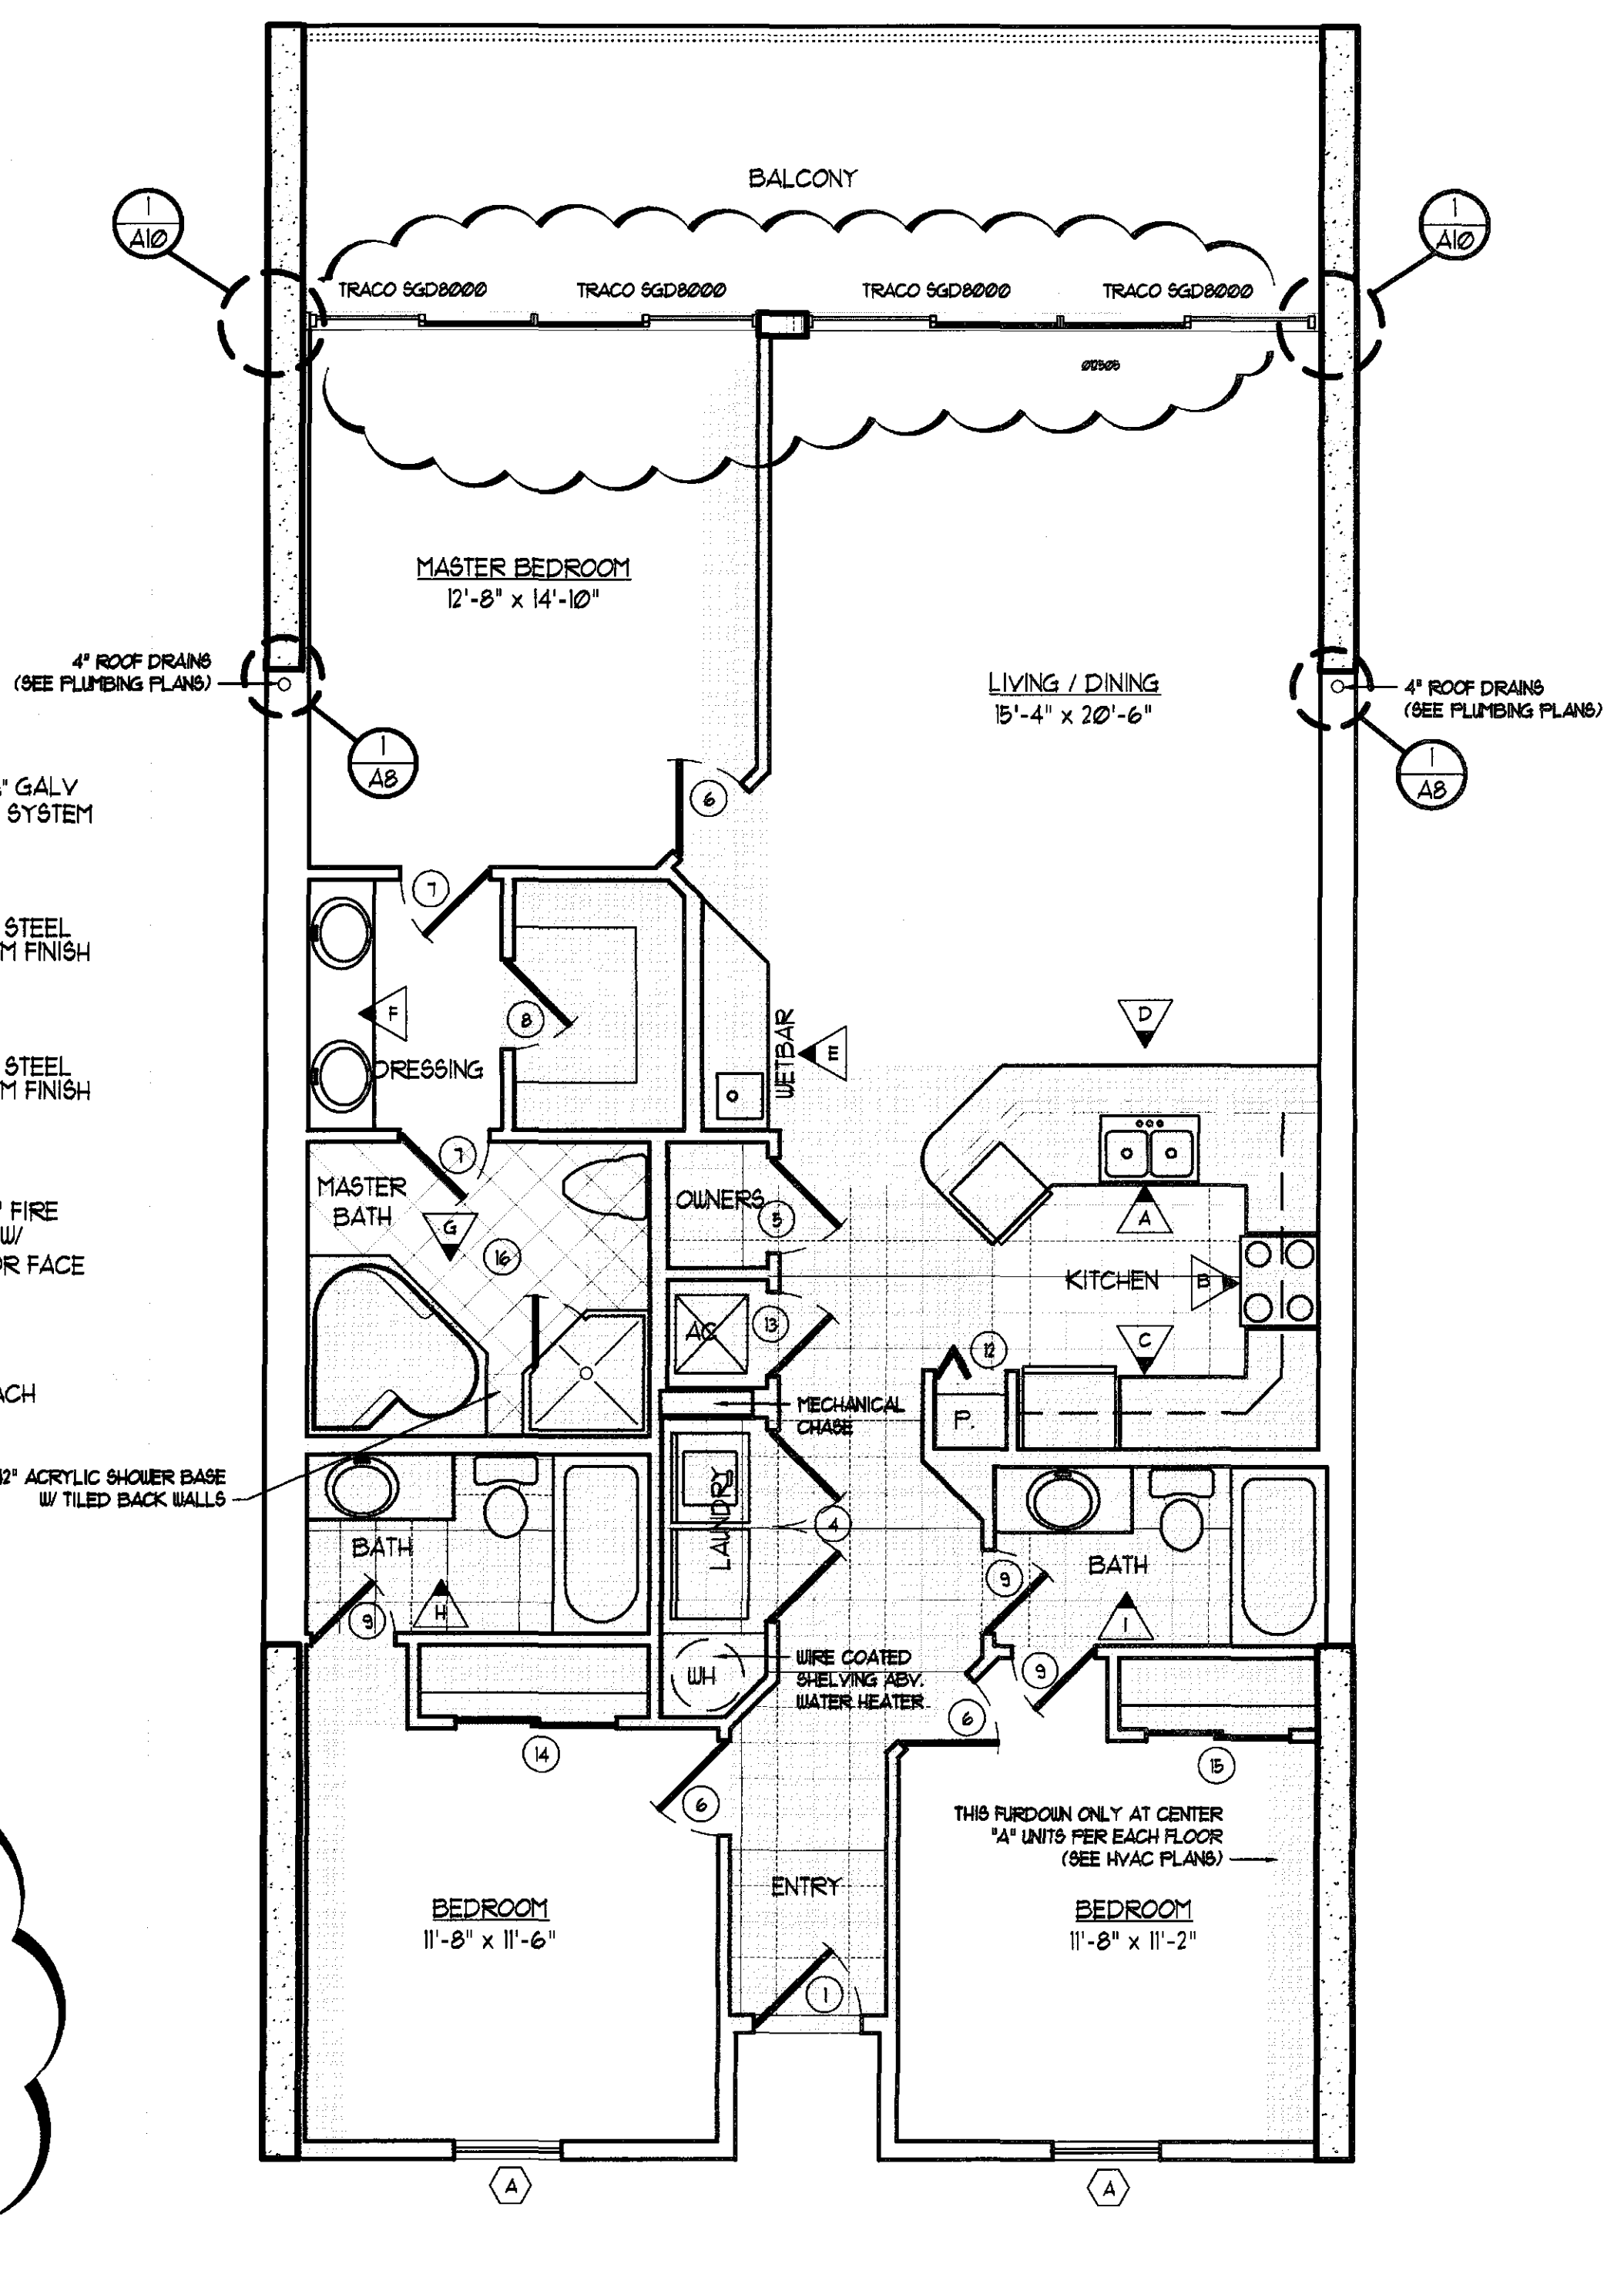 BALCONY
1
A10
1
A10
TRACO SGD8000
TRACO SGD8000
TRACO SGD8000
TRACO SGD8000
MASTER BEDROOM
12'-8" x 14'-10"
LIVING / DINING
15'-4" x 20'-6"
4" ROOF DRAINS
(SEE PLUMBING PLANS)
4" ROOF DRAINS
(SEE PLUMBING PLANS)
1
A8
1
A8
" GALV
SYSTEM
6
7
STEEL
M FINISH
F
8
D
DRESSING
WETBAR
E
STEEL
M FINISH
7
MASTER
BATH
G
16
OWNERS
5
A
" FIRE
W/
OR FACE
KITCHEN
B
AC
13
12
C
ACH
MECHANICAL
CHASE
P.
12" ACRYLIC SHOWER BASE
W/ TILED BACK WALLS
LAUNDRY
4
BATH
H
9
BATH
I
9
9
WH
WIRE COATED
SHELVING ABV.
WATER HEATER
6
14
15
6
THIS FURDOWN ONLY AT CENTER
"A" UNITS PER EACH FLOOR
(SEE HVAC PLANS)
ENTRY
BEDROOM
11'-8" x 11'-6"
BEDROOM
11'-8" x 11'-2"
1
A
A